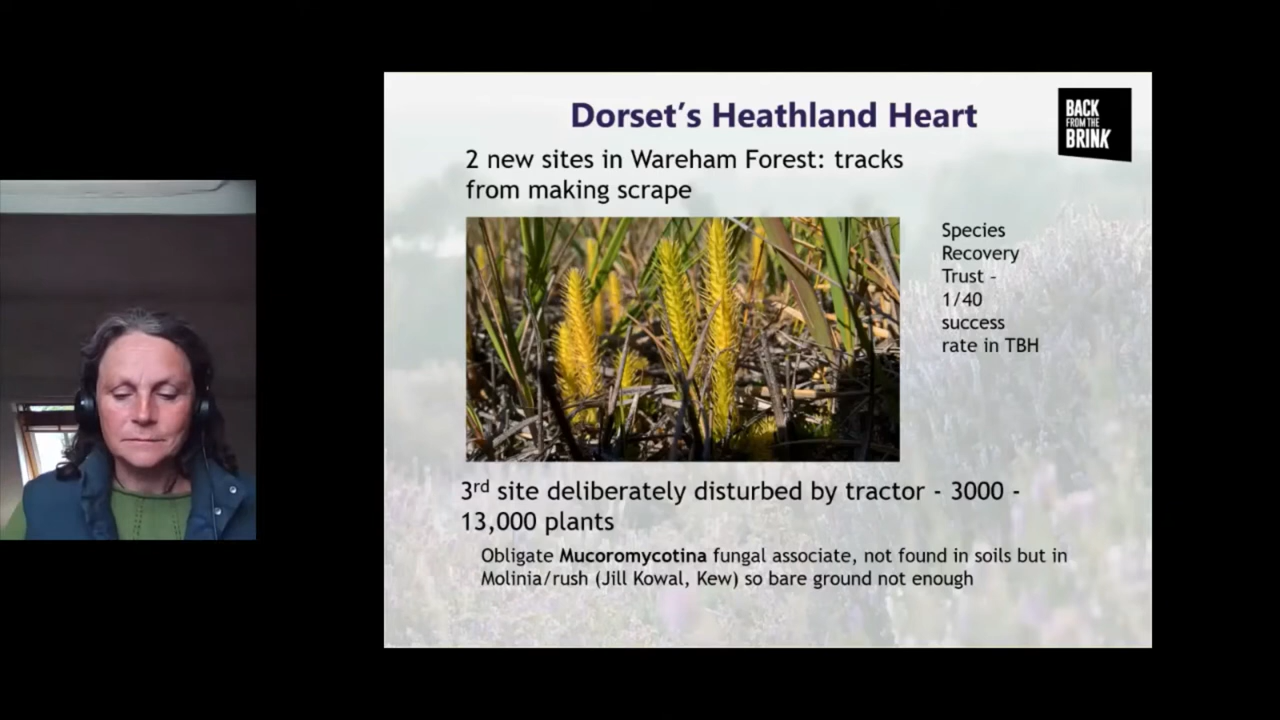 Dorset's Heathland Heart
BACK
FROM THE
BRINK
2 new sites in Wareham Forest: tracks
from making scrape
Species
Recovery
Trust –
1/40
success
rate in TBH
3rd site deliberately disturbed by tractor - 3000 -
13,000 plants
Obligate Mucoromycotina fungal associate, not found in soils but in
Molinia/rush (Jill Kowal, Kew) so bare ground not enough